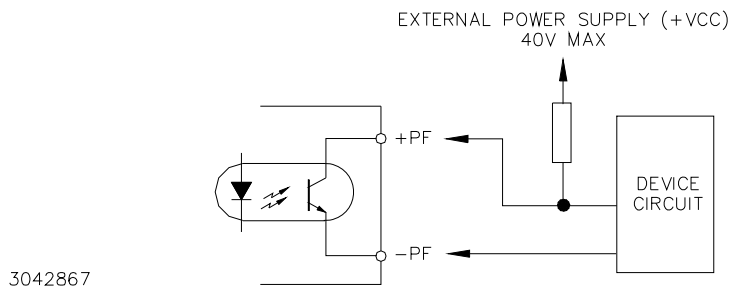 EXTERNAL POWER SUPPLY (+VCC)
40V MAX
+PF
DEVICE
CIRCUIT
-PF
3042867